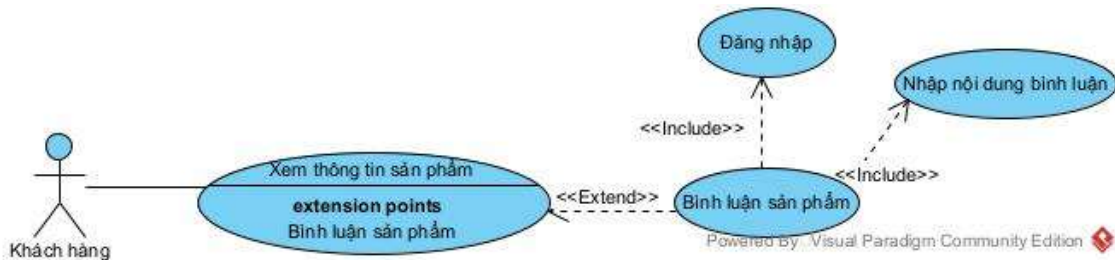 Đăng nhập
Nhập nội dung bình luận
<<Include>>
<<Include>>
Xem thông tin sản phẩm
<<Extend>>
Bình luận sản phẩm
extension points
Bình luận sản phẩm
Khách hàng
Powered By Visual Paradigm Community Edition